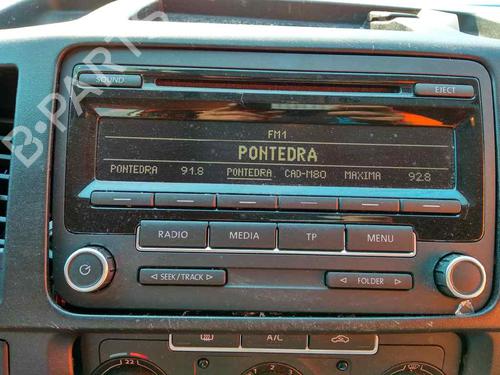 B-PARTS
SOUND
EJECT
FM1
PONTEDRA
PONTEDRA 91.8 PONTEDRA CAD-M80 MAXIMA 92.8
RADIO MEDIA TP MENU
SEEK/TRACK FOLDER
A/C
22